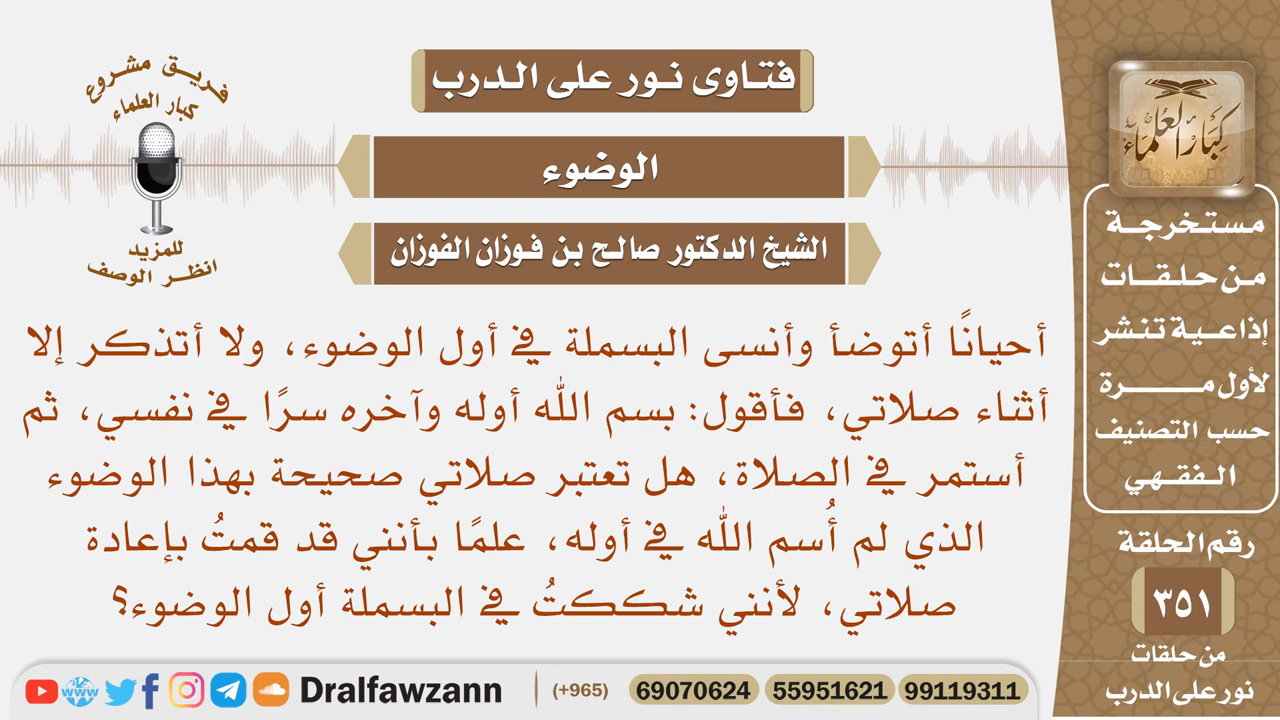 فتاوى نور على الدرب
الوضوء
الشيخ الدكتور صالح بن فوزان الفوزان
فريق مشروع
كبار العلماء
للمزيد
انظر الوصف
أحيانًا أتوضأ وأنسى البسملة في أول الوضوء، ولا أتذكر إلا
أثناء صلاتي، فأقول: بسم الله أوله وآخره سرًا في نفسي، ثم
أستمر في الصلاة، هل تعتبر صلاتي صحيحة بهذا الوضوء
الذي لم أُسم الله في أوله، علمًا بأنني قد قمتُ بإعادة
صلاتي، لأنني شككتُ في البسملة أول الوضوء؟
كِبَار العُلَمَاء
مستخرجة
من حلقات
إذاعية تنشر
لأول مرة
حسب التصنيف
الفقهي
رقم الحلقة
٣٥١
من حلقات
نور على الدرب
www
Dralfawzann
(+965)
69070624
55951621
99119311